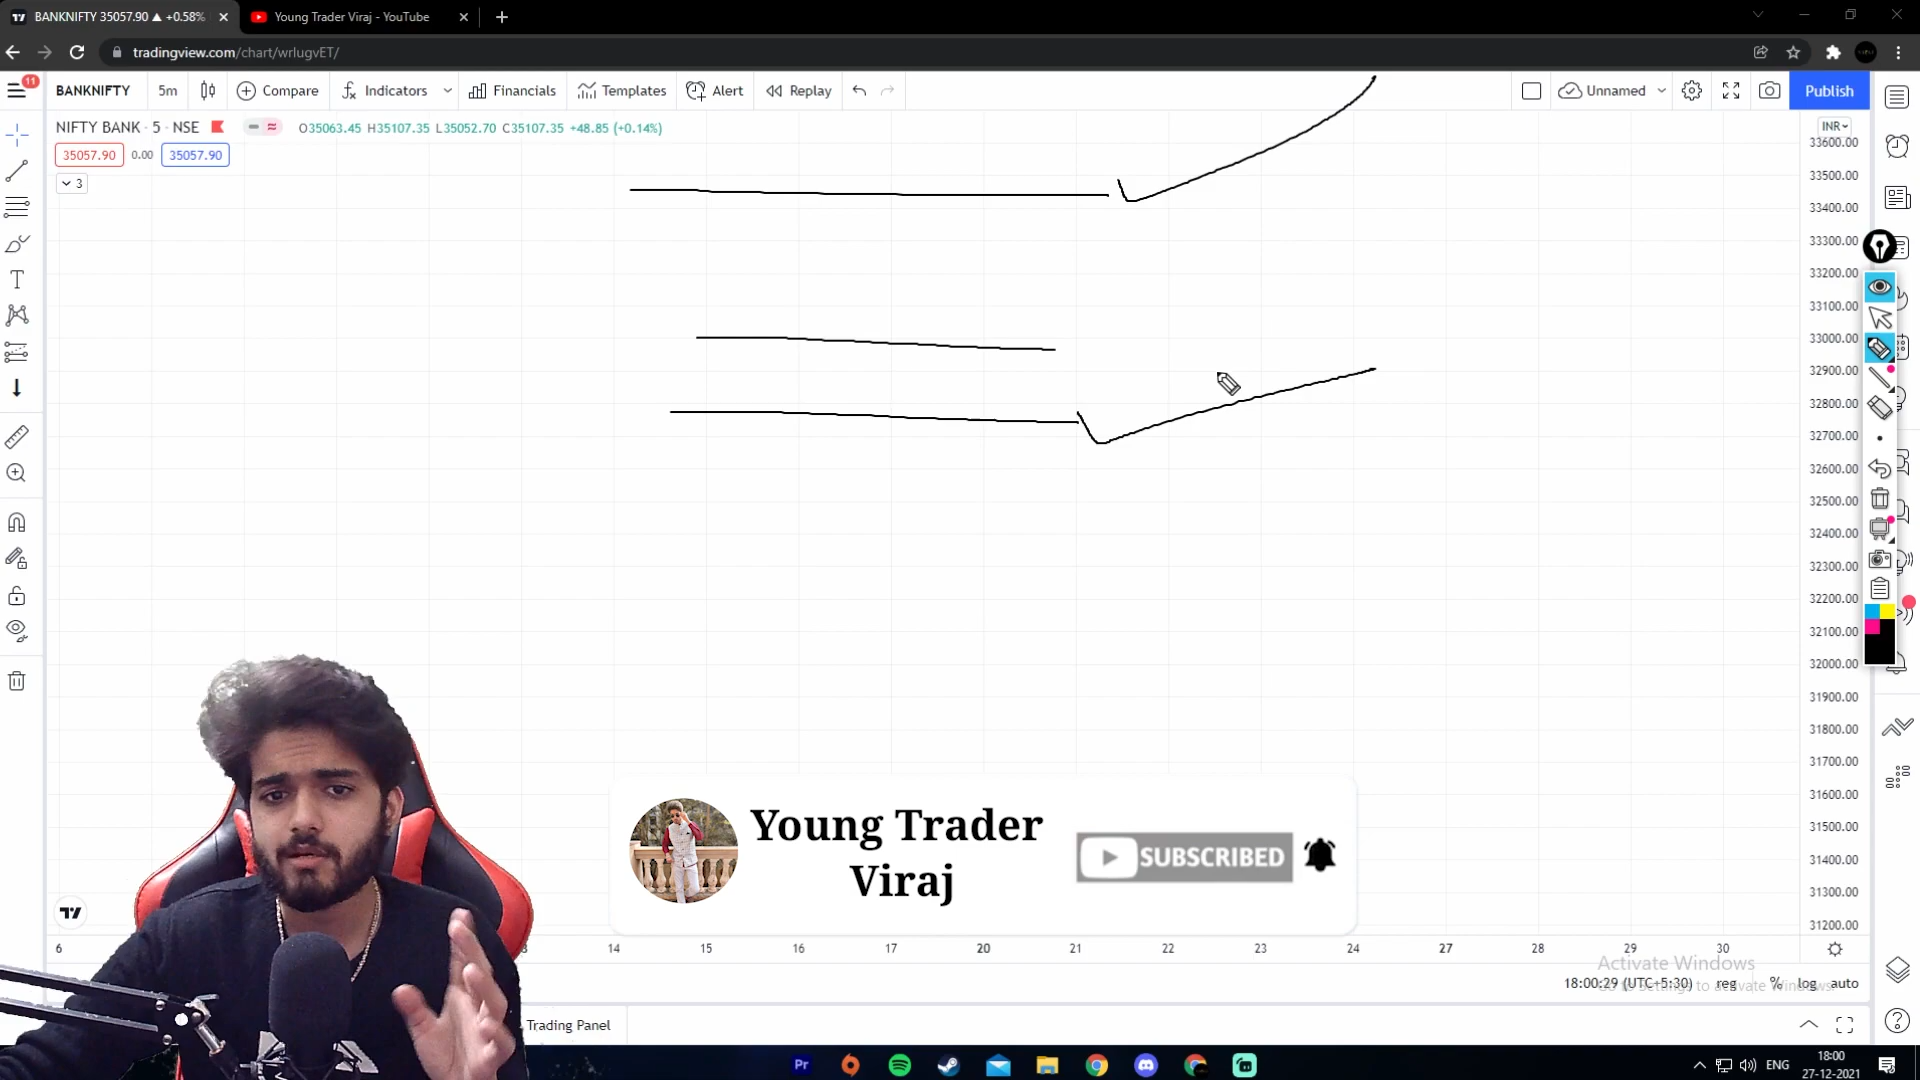 BANKNIFTY 35057.90 ▲ +0.58%
Young Trader Viraj - YouTube
tradingview.com/chart/wrlugvET/
11
BANKNIFTY 5m Compare Indicators Financials Templates Alert Replay Unnamed Publish
NIFTY BANK · 5 · NSE O35063.45 H35107.35 L35052.70 C35107.35 +48.85 (+0.14%)
35057.90 0.00 35057.90
3
INR
33600.00
33500.00
33400.00
33300.00
33200.00
33100.00
33000.00
32900.00
32800.00
32700.00
32600.00
32500.00
32400.00
32300.00
32200.00
32100.00
32000.00
31900.00
31800.00
31700.00
31600.00
31500.00
31400.00
31300.00
31200.00
Young Trader
Viraj
SUBSCRIBED
6 14 15 16 17 20 21 22 23 24 27 28 29 30
Activate Windows
18:00:29 (UTC+5:30) reg % log auto
Trading Panel
Pr
ENG
18:00
27-12-2021